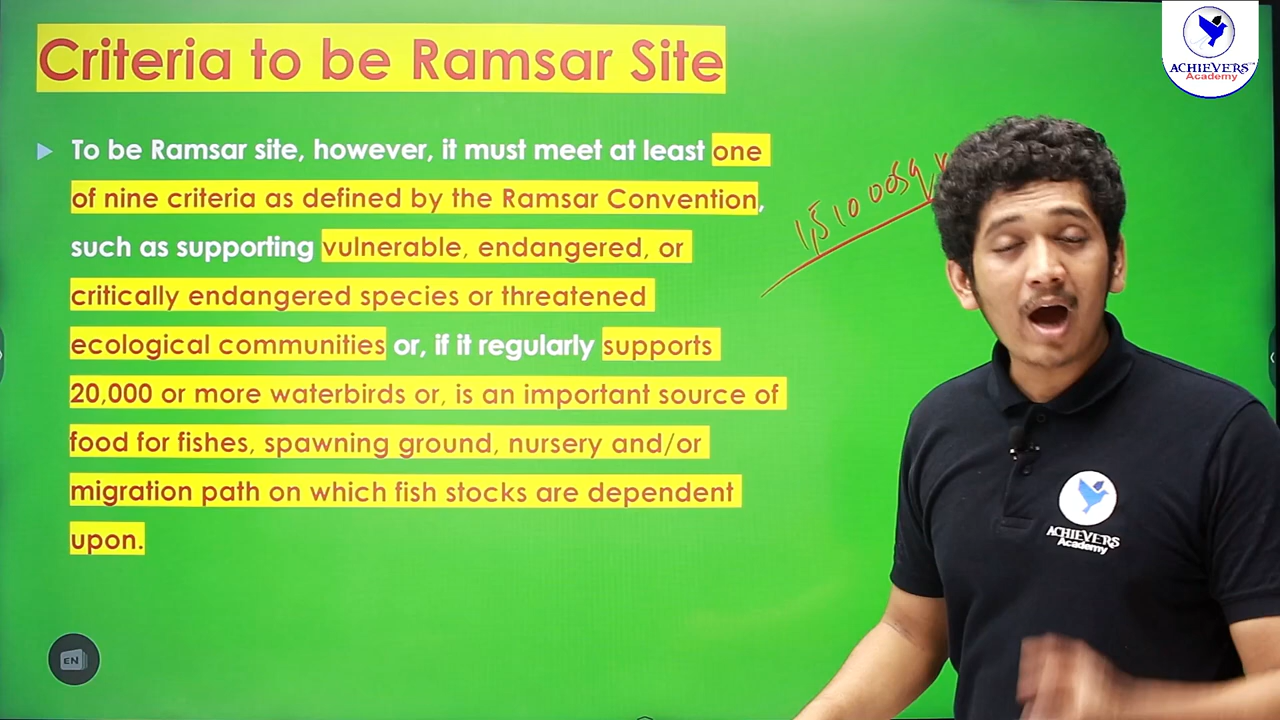 Criteria to be Ramsar Site
To be Ramsar site, however, it must meet at least one
of nine criteria as defined by the Ramsar Convention,
such as supporting vulnerable, endangered, or
critically endangered species or threatened
ecological communities or, if it regularly supports
20,000 or more waterbirds or, is an important source of
food for fishes, spawning ground, nursery and/or
migration path on which fish stocks are dependent
upon.
EN
ACHIEVERS
Academy
ACHIEVERS
Academy